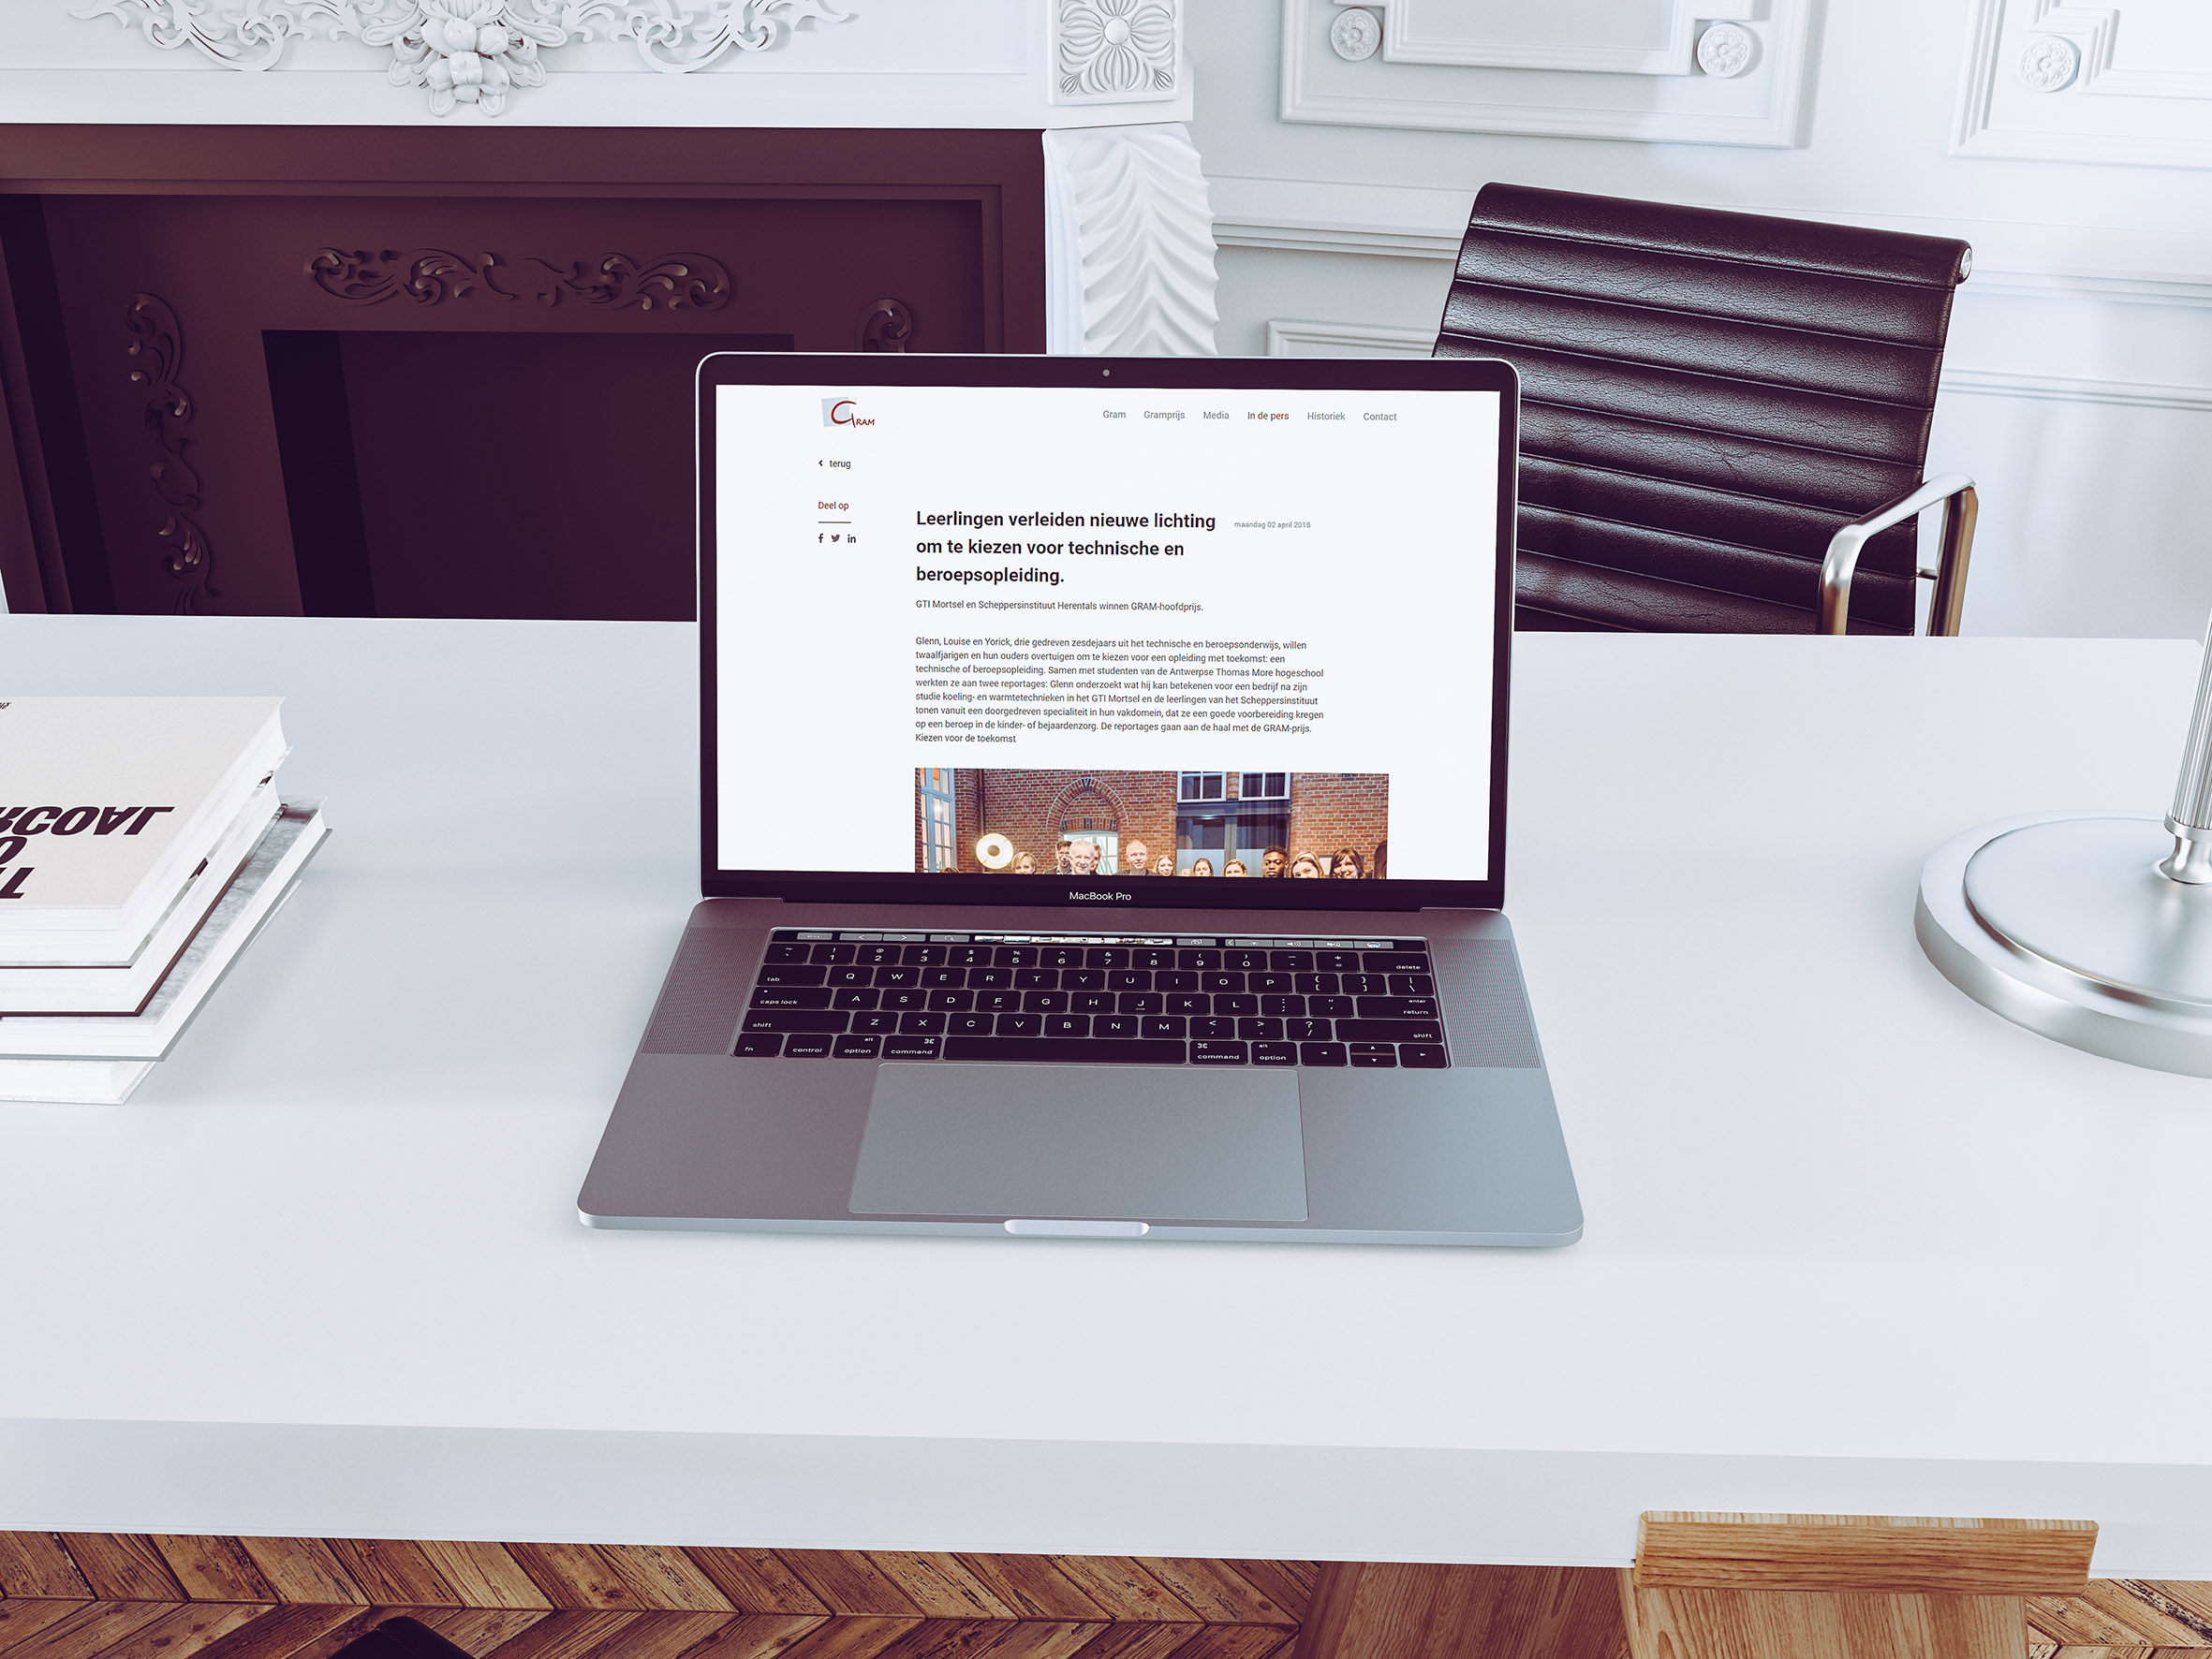 GRAM
Gram Gramprijs Media In de pers Historiek Contact
terug
Deel op
Leerlingen verleiden nieuwe lichting
om te kiezen voor technische en
beroepsopleiding.
maandag 02 april 2018
GTI Mortsel en Scheppersinstituut Herentals winnen GRAM-hoofdprijs.
Glenn, Louise en Yorick, drie gedreven zesdejaars uit het technische en beroepsonderwijs, willen
twaalfjarigen en hun ouders overtuigen om te kiezen voor een opleiding met toekomst: een
technische of beroepsopleiding. Samen met studenten van de Antwerpse Thomas More hogeschool
werkten ze aan twee reportages: Glenn onderzoekt wat hij kan betekenen voor een bedrijf na zijn
studie koeling- en warmtetechnieken in het GTI Mortsel en de leerlingen van het Scheppersinstituut
tonen vanuit een doorgedreven specialiteit in hun vakdomein, dat ze een goede voorbereiding kregen
op een beroep in de kinder- of bejaardenzorg. De reportages gaan aan de haal met de GRAM-prijs.
Kiezen voor de toekomst
MacBook Pro
~ ! @ # $ % ^ & * ( ) _ +
` 1 2 3 4 5 6 7 8 9 0 - = delete
tab Q W E R T Y U I O P { [ } ] | \
caps lock A S D F G H J K L : ; " ' enter return
shift Z X C V B N M < , > . ? / shift
fn control alt option ⌘ command ⌘ command alt option
RCOAL
O